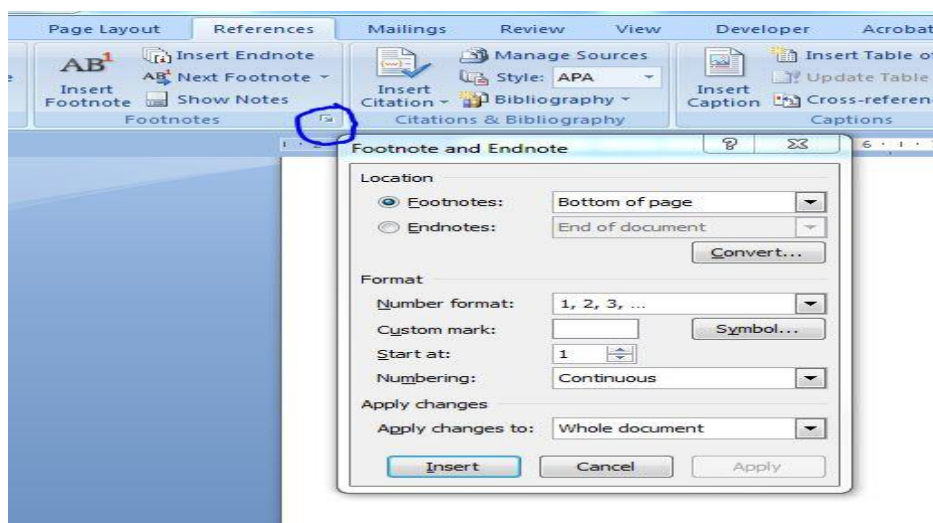 Page Layout References Mailings Review View Developer Acrobat
AB¹ Insert Endnote Manage Sources Insert Table o
AB¹ Next Footnote Style: APA Update Table
Insert Footnote Show Notes Insert Citation Bibliography Insert Caption Cross-referen
Footnotes Citations & Bibliography Captions
Footnote and Endnote
6
Location
Footnotes: Bottom of page
Endnotes: End of document
Convert...
Format
Number format: 1, 2, 3, ...
Custom mark: Symbol...
Start at: 1
Numbering: Continuous
Apply changes
Apply changes to: Whole document
Insert Cancel Apply